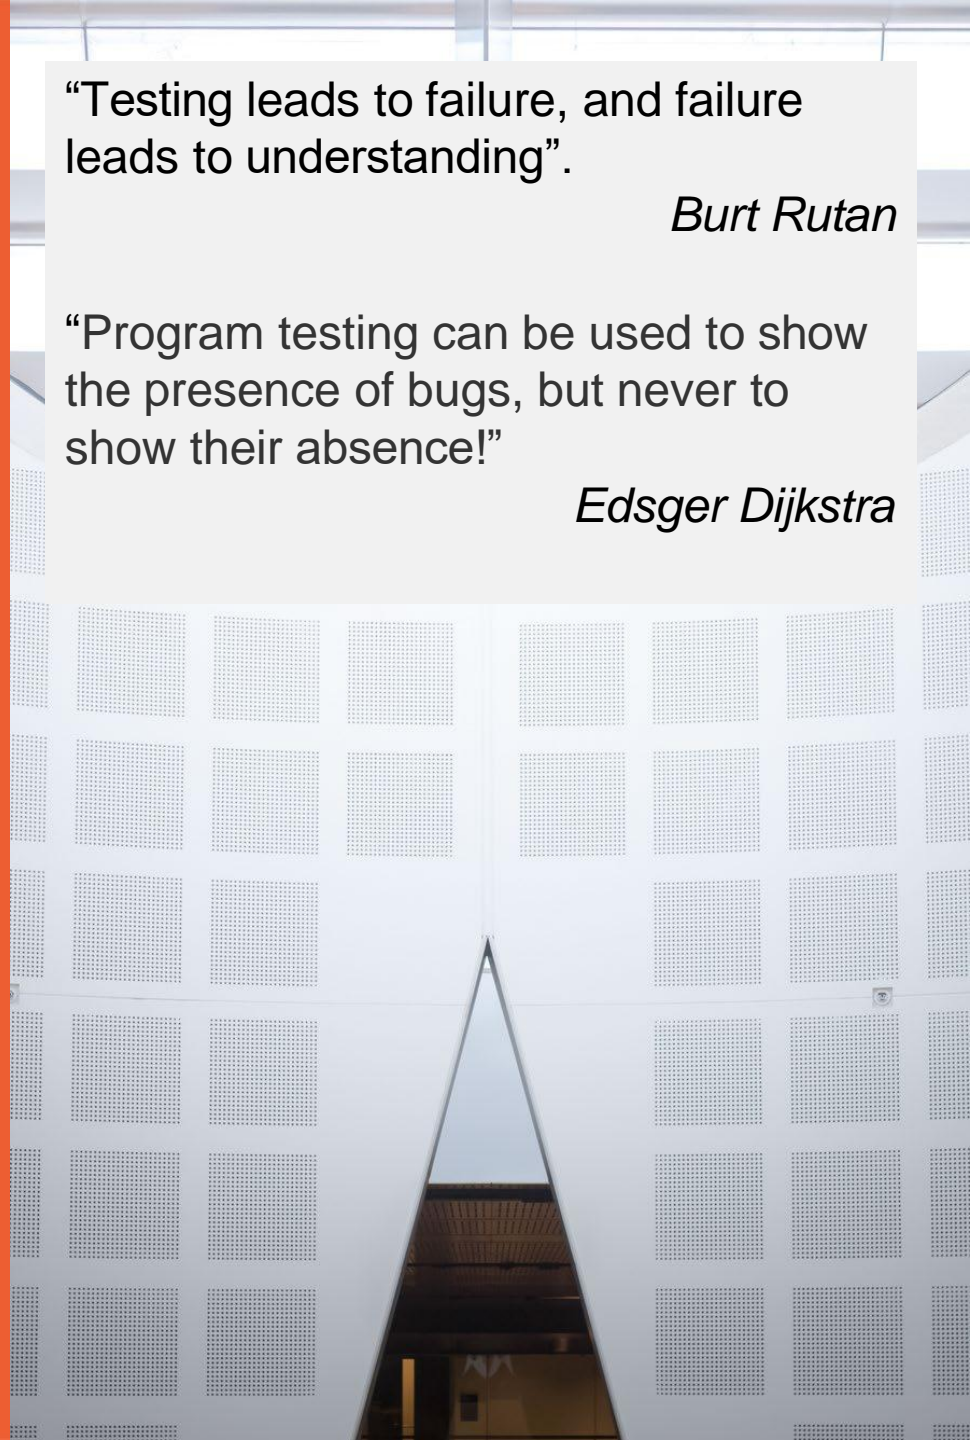 “Testing leads to failure, and failure
leads to understanding”.
Burt Rutan
“Program testing can be used to show
the presence of bugs, but never to
show their absence!”
Edsger Dijkstra